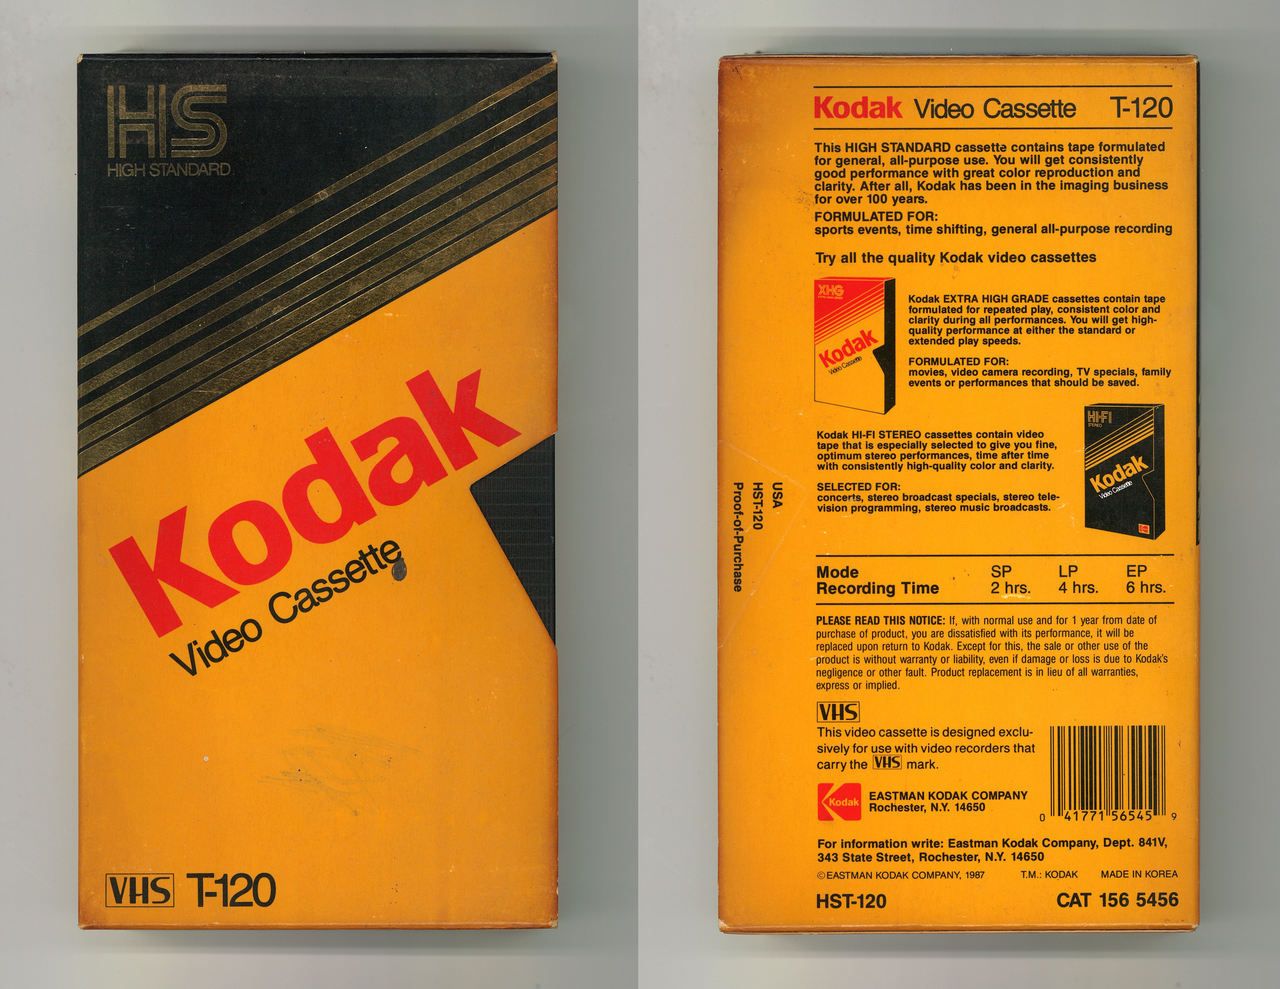 HS
HIGH STANDARD
Kodak
Video Cassette
VHS T-120
Kodak Video Cassette T-120
This HIGH STANDARD cassette contains tape formulated
for general, all-purpose use. You will get consistently
good performance with great color reproduction and
clarity. After all, Kodak has been in the imaging business
for over 100 years.
FORMULATED FOR:
sports events, time shifting, general all-purpose recording
Try all the quality Kodak video cassettes
XHG
Kodak
Video Cassette
Kodak EXTRA HIGH GRADE cassettes contain tape
formulated for repeated play, consistent color and
clarity during all performances. You will get high-
quality performance at either the standard or
extended play speeds.
FORMULATED FOR:
movies, video camera recording, TV specials, family
events or performances that should be saved.
Kodak HI-FI STEREO cassettes contain video
tape that is especially selected to give you fine,
optimum stereo performances, time after time
with consistently high-quality color and clarity.
SELECTED FOR:
concerts, stereo broadcast specials, stereo tele-
vision programming, stereo music broadcasts.
HI-FI
STEREO
Kodak
Video Cassette
USA
HST-120
Proof-of-Purchase
Mode SP LP EP
Recording Time 2 hrs. 4 hrs. 6 hrs.
PLEASE READ THIS NOTICE: If, with normal use and for 1 year from date of
purchase of product, you are dissatisfied with its performance, it will be
replaced upon return to Kodak. Except for this, the sale or other use of the
product is without warranty or liability, even if damage or loss is due to Kodak's
negligence or other fault. Product replacement is in lieu of all warranties,
express or implied.
VHS
This video cassette is designed exclu-
sively for use with video recorders that
carry the VHS mark.
Kodak
EASTMAN KODAK COMPANY
Rochester, N.Y. 14650
0 41771 56545 9
For information write: Eastman Kodak Company, Dept. 841V,
343 State Street, Rochester, N.Y. 14650
©EASTMAN KODAK COMPANY, 1987 T.M.: KODAK MADE IN KOREA
HST-120 CAT 156 5456